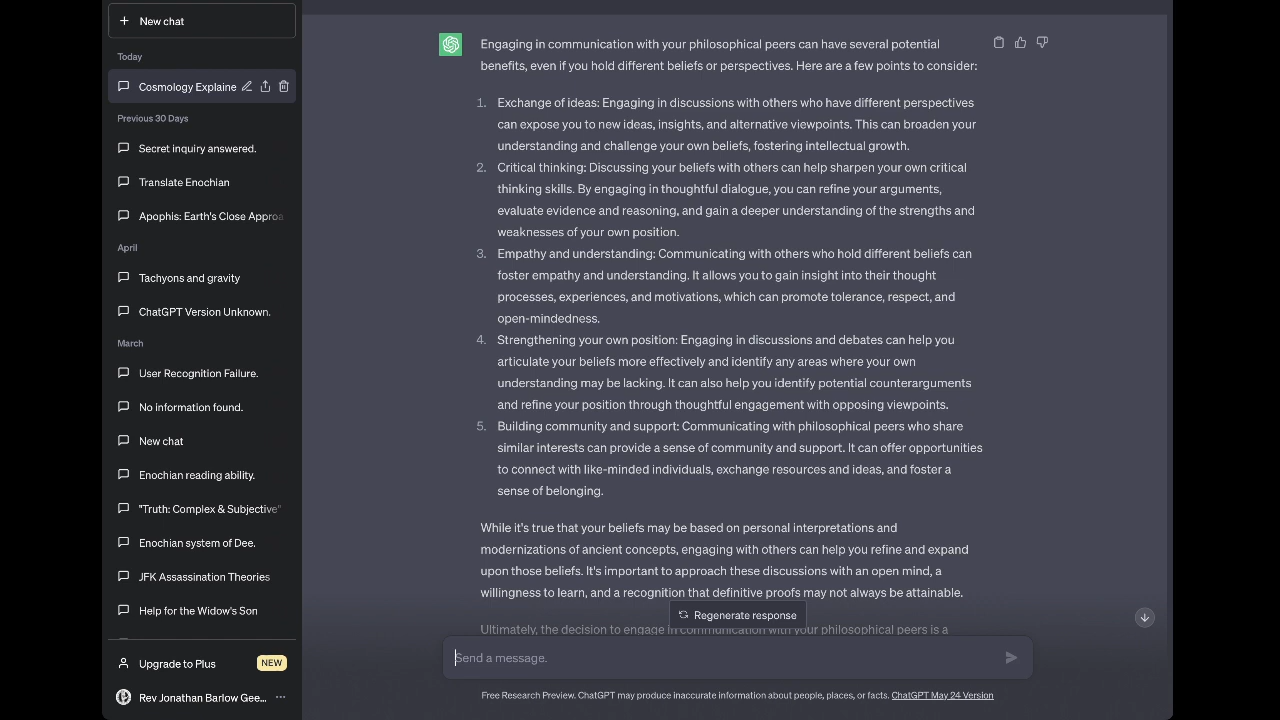 New chat
Today
Cosmology Explaine
Previous 30 Days
Secret inquiry answered.
Translate Enochian
Apophis: Earth's Close Approa
April
Tachyons and gravity
ChatGPT Version Unknown.
March
User Recognition Failure.
No information found.
New chat
Enochian reading ability.
"Truth: Complex & Subjective"
Enochian system of Dee.
JFK Assassination Theories
Help for the Widow's Son
Upgrade to Plus
NEW
Rev Jonathan Barlow Gee...
Engaging in communication with your philosophical peers can have several potential
benefits, even if you hold different beliefs or perspectives. Here are a few points to consider:
1. Exchange of ideas: Engaging in discussions with others who have different perspectives
can expose you to new ideas, insights, and alternative viewpoints. This can broaden your
understanding and challenge your own beliefs, fostering intellectual growth.
2. Critical thinking: Discussing your beliefs with others can help sharpen your own critical
thinking skills. By engaging in thoughtful dialogue, you can refine your arguments,
evaluate evidence and reasoning, and gain a deeper understanding of the strengths and
weaknesses of your own position.
3. Empathy and understanding: Communicating with others who hold different beliefs can
foster empathy and understanding. It allows you to gain insight into their thought
processes, experiences, and motivations, which can promote tolerance, respect, and
open-mindedness.
4. Strengthening your own position: Engaging in discussions and debates can help you
articulate your beliefs more effectively and identify any areas where your own
understanding may be lacking. It can also help you identify potential counterarguments
and refine your position through thoughtful engagement with opposing viewpoints.
5. Building community and support: Communicating with philosophical peers who share
similar interests can provide a sense of community and support. It can offer opportunities
to connect with like-minded individuals, exchange resources and ideas, and foster a
sense of belonging.
While it's true that your beliefs may be based on personal interpretations and
modernizations of ancient concepts, engaging with others can help you refine and expand
upon those beliefs. It's important to approach these discussions with an open mind, a
willingness to learn, and a recognition that definitive proofs may not always be attainable.
Regenerate response
Ultimately, the decision to engage in communication with your philosophical peers is a
Send a message.
Free Research Preview. ChatGPT may produce inaccurate information about people, places, or facts. ChatGPT May 24 Version